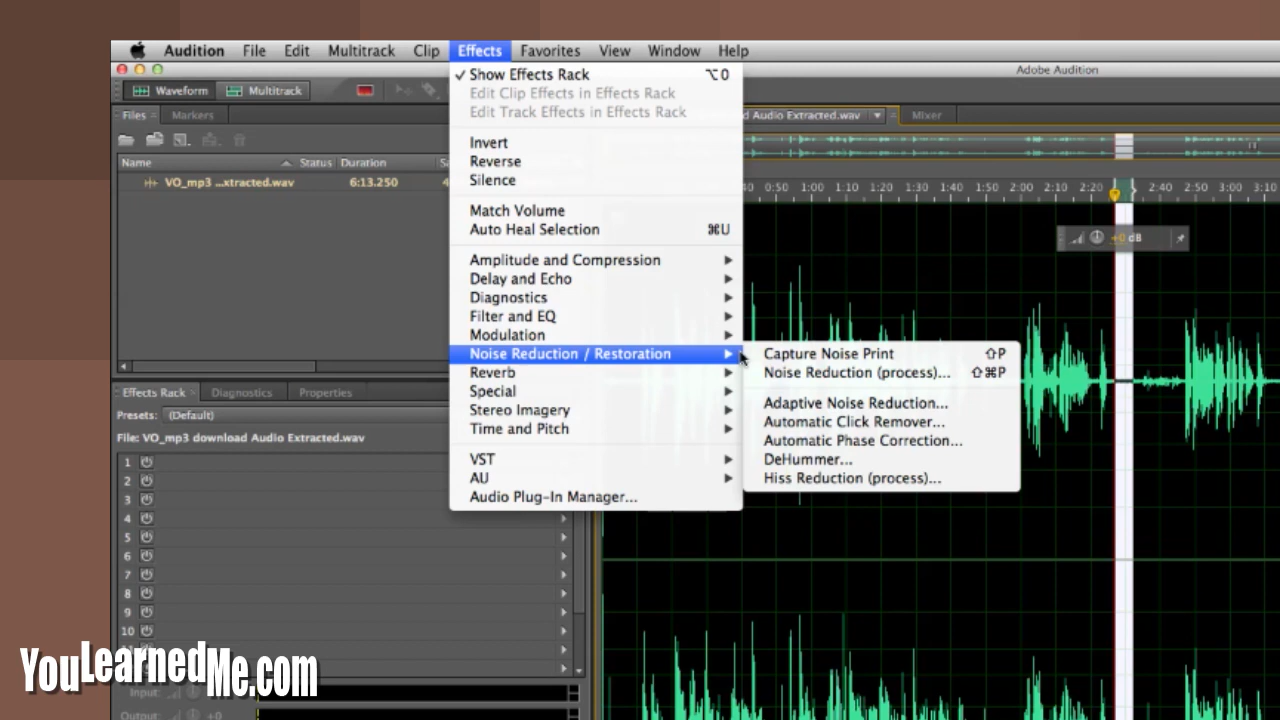 Audition File Edit Multitrack Clip Effects Favorites View Window Help
Adobe Audition
Waveform Multitrack
Files Markers
Name Status Duration
VO_mp3 ...xtracted.wav 6:13.250
Show Effects Rack ⌥0
Edit Clip Effects in Effects Rack
Edit Track Effects in Effects Rack
Invert
Reverse
Silence
Match Volume
Auto Heal Selection ⌘U
Amplitude and Compression
Delay and Echo
Diagnostics
Filter and EQ
Modulation
Noise Reduction / Restoration
Reverb
Special
Stereo Imagery
Time and Pitch
VST
AU
Audio Plug-In Manager...
Capture Noise Print ⇧P
Noise Reduction (process)... ⇧⌘P
Adaptive Noise Reduction...
Automatic Click Remover...
Automatic Phase Correction...
DeHummer...
Hiss Reduction (process)...
d Audio Extracted.wav Mixer
0:50 1:00 1:10 1:20 1:30 1:40 1:50 2:00 2:10 2:20 2:40 2:50 3:00 3:10
+0 dB
Effects Rack Diagnostics Properties
Presets: (Default)
File: VO_mp3 download Audio Extracted.wav
1
2
3
4
5
6
7
8
9
10
Input:
Output: +0
YouLearnedMe.com